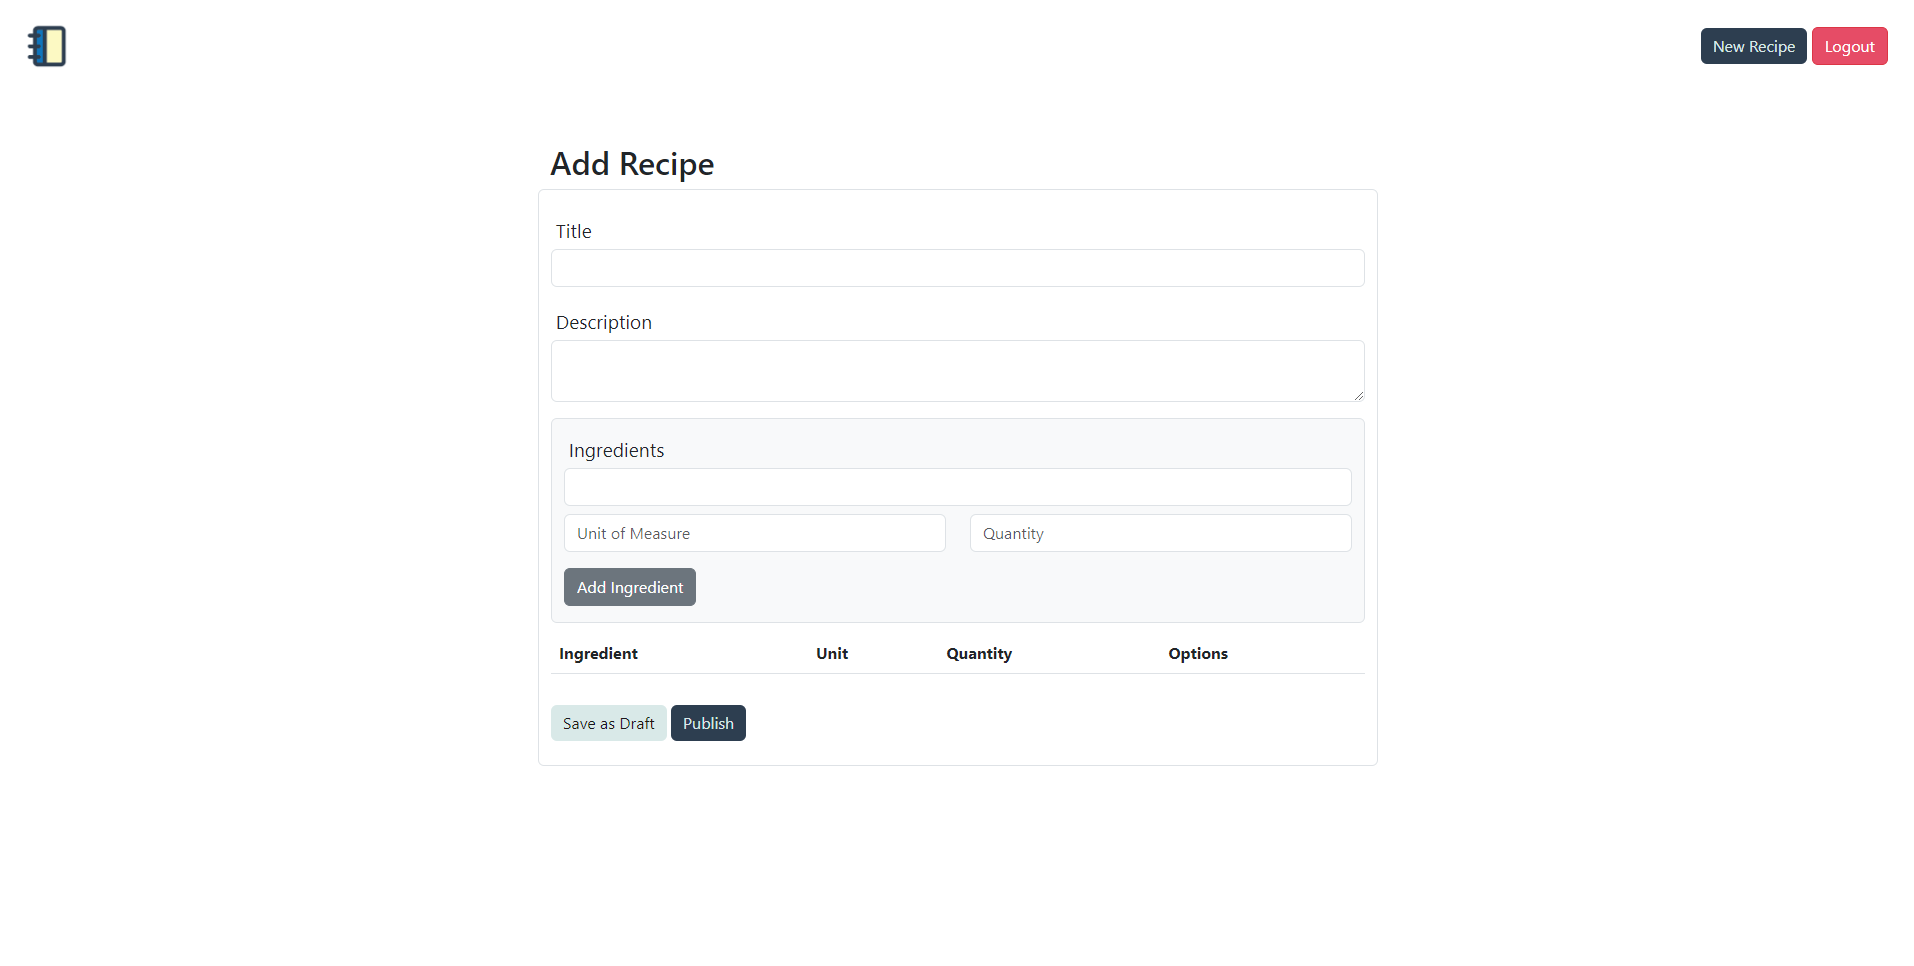 New Recipe Logout
Add Recipe
Title
Description
Ingredients
Unit of Measure Quantity
Add Ingredient
Ingredient Unit Quantity Options
Save as Draft Publish